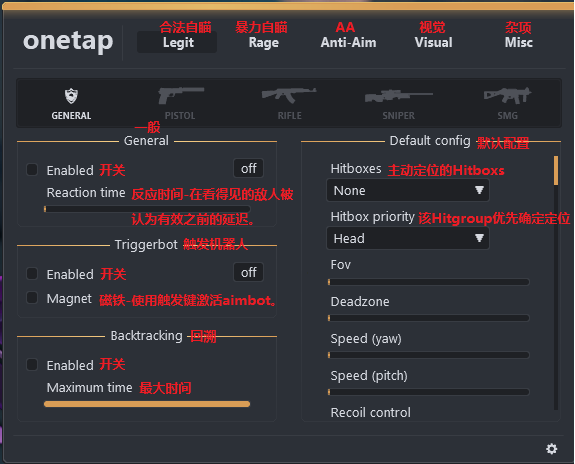 onetap
合法自瞄 暴力自瞄 AA 视觉 杂项
Legit Rage Anti-Aim Visual Misc
GENERAL PISTOL RIFLE SNIPER SMG
一般
General
Enabled 开关 off
Reaction time 反应时间-在看得见的敌人被
认为有效之前的延迟。
Triggerbot 触发机器人
Enabled 开关 off
Magnet 磁铁-使用触发键激活aimbot。
Backtracking 回溯
Enabled 开关
Maximum time 最大时间
Default config 默认配置
Hitboxes 主动定位的Hitboxs
None
Hitbox priority 该Hitgroup优先确定定位
Head
Fov
Deadzone
Speed (yaw)
Speed (pitch)
Recoil control